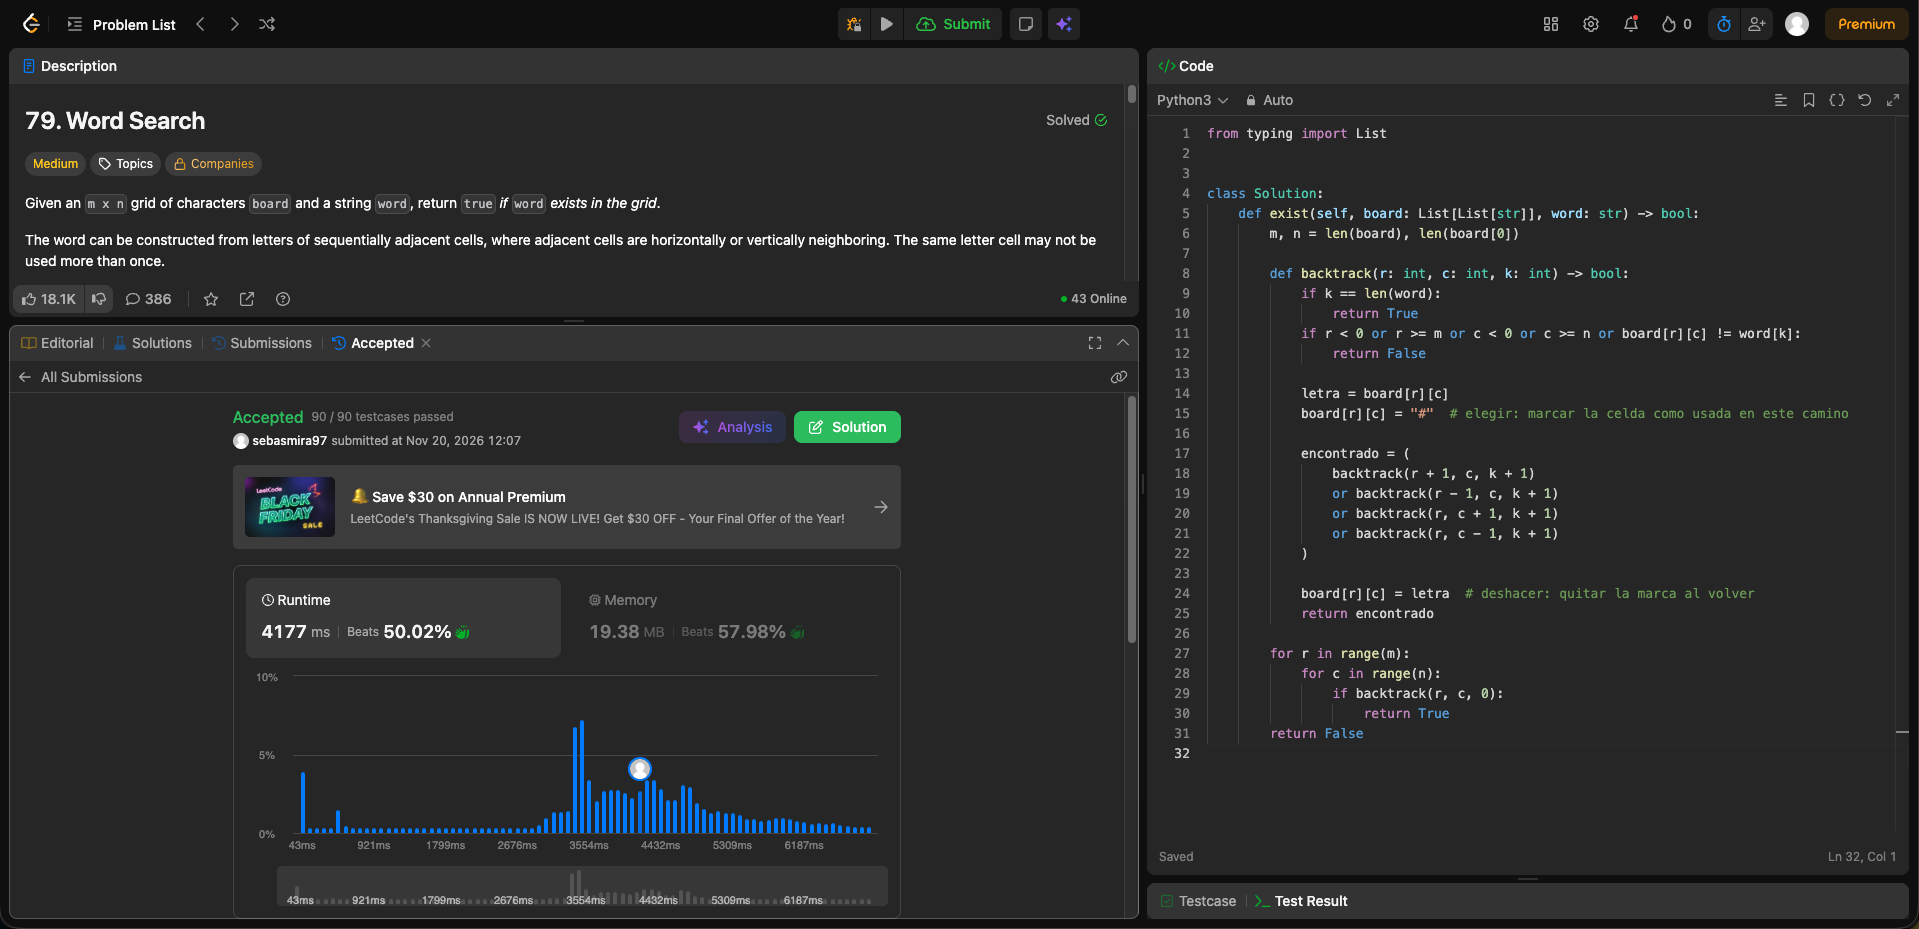 Problem List
Submit
0
Premium
Description
79. Word Search
Solved
Medium
Topics
Companies
Given an m x n grid of characters board and a string word, return true if word exists in the grid.
The word can be constructed from letters of sequentially adjacent cells, where adjacent cells are horizontally or vertically neighboring. The same letter cell may not be
used more than once.
18.1K
386
43 Online
Editorial
Solutions
Submissions
Accepted
All Submissions
Accepted 90 / 90 testcases passed
sebasmira97 submitted at Nov 20, 2026 12:07
Analysis
Solution
LeetCode
BLACK
FRIDAY
SALE
Save $30 on Annual Premium
LeetCode's Thanksgiving Sale IS NOW LIVE! Get $30 OFF - Your Final Offer of the Year!
Runtime
4177 ms Beats 50.02%
Memory
19.38 MB Beats 57.98%
10%
5%
0%
43ms 921ms 1799ms 2676ms 3554ms 4432ms 5309ms 6187ms
43ms 921ms 1799ms 2676ms 3554ms 4432ms 5309ms 6187ms
</> Code
Python3 Auto
1 from typing import List
2
3
4 class Solution:
5 def exist(self, board: List[List[str]], word: str) -> bool:
6 m, n = len(board), len(board[0])
7
8 def backtrack(r: int, c: int, k: int) -> bool:
9 if k == len(word):
10 return True
11 if r < 0 or r >= m or c < 0 or c >= n or board[r][c] != word[k]:
12 return False
13
14 letra = board[r][c]
15 board[r][c] = "#" # elegir: marcar la celda como usada en este camino
16
17 encontrado = (
18 backtrack(r + 1, c, k + 1)
19 or backtrack(r - 1, c, k + 1)
20 or backtrack(r, c + 1, k + 1)
21 or backtrack(r, c - 1, k + 1)
22 )
23
24 board[r][c] = letra # deshacer: quitar la marca al volver
25 return encontrado
26
27 for r in range(m):
28 for c in range(n):
29 if backtrack(r, c, 0):
30 return True
31 return False
32
Saved
Ln 32, Col 1
Testcase
Test Result